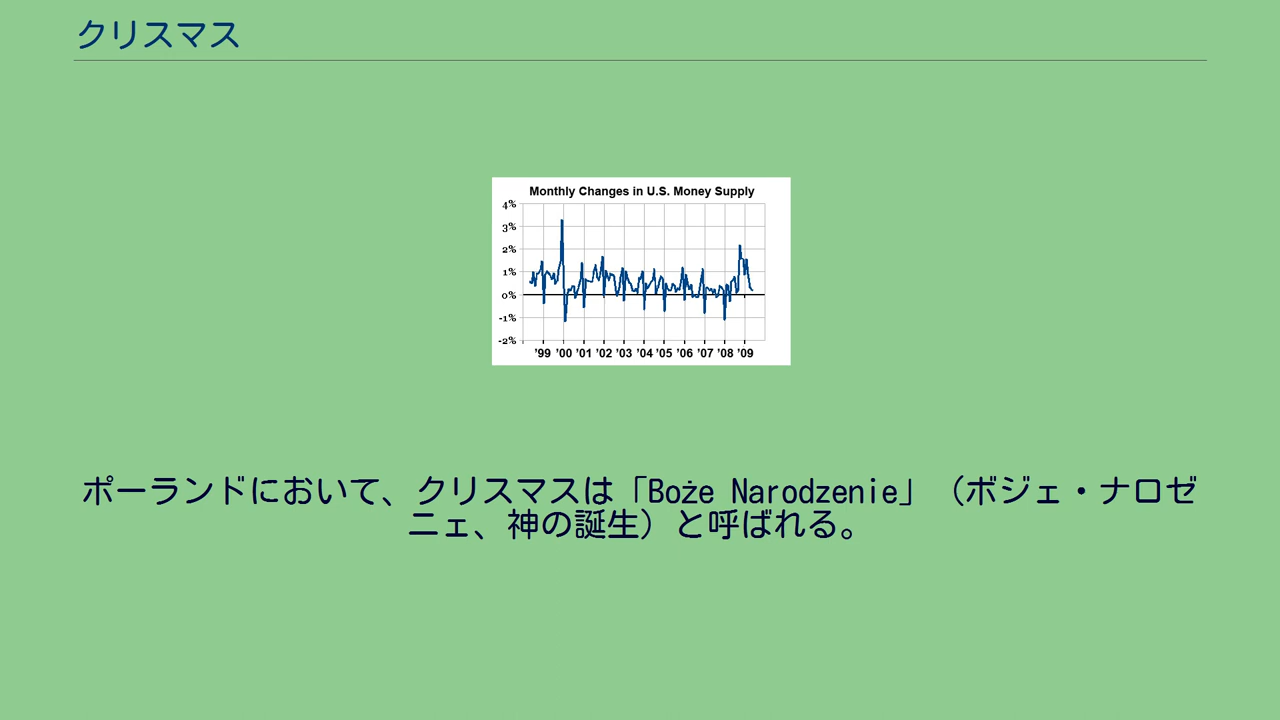 クリスマス
Monthly Changes in U.S. Money Supply
4%
3%
2%
1%
0%
-1%
-2%
'99 '00 '01 '02 '03 '04 '05 '06 '07 '08 '09
ポーランドにおいて、クリスマスは「Boże Narodzenie」（ボジェ・ナロゼ
ニェ、神の誕生）と呼ばれる。